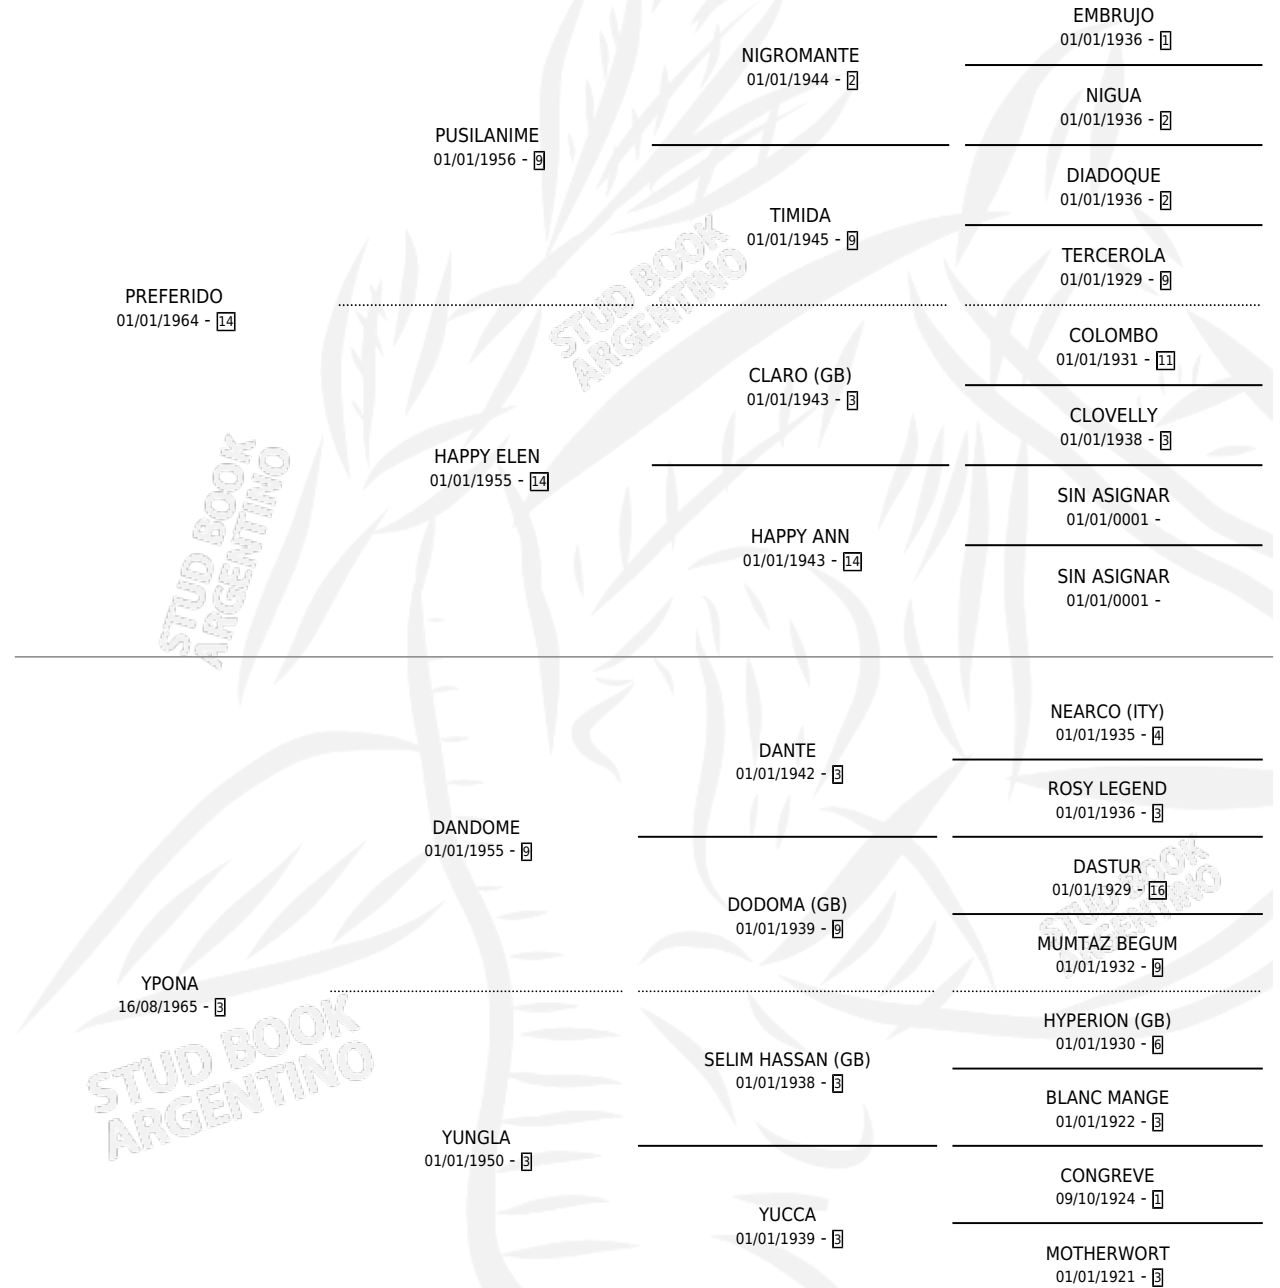 EMBRUJO
01/01/1936 - 1
NIGROMANTE
01/01/1944 - 2
NIGUA
01/01/1936 - 2
PUSILANIME
01/01/1956 - 9
DIADOQUE
01/01/1936 - 2
TIMIDA
01/01/1945 - 9
TERCEROLA
01/01/1929 - 9
PREFERIDO
01/01/1964 - 14
COLOMBO
01/01/1931 - 11
CLARO (GB)
01/01/1943 - 3
CLOVELLY
01/01/1938 - 3
HAPPY ELEN
01/01/1955 - 14
SIN ASIGNAR
01/01/0001 -
HAPPY ANN
01/01/1943 - 14
SIN ASIGNAR
01/01/0001 -
NEARCO (ITY)
01/01/1935 - 4
DANTE
01/01/1942 - 3
ROSY LEGEND
01/01/1936 - 3
DANDOME
01/01/1955 - 9
DASTUR
01/01/1929 - 16
DODOMA (GB)
01/01/1939 - 9
MUMTAZ BEGUM
01/01/1932 - 9
YPONA
16/08/1965 - 3
HYPERION (GB)
01/01/1930 - 6
SELIM HASSAN (GB)
01/01/1938 - 3
BLANC MANGE
01/01/1922 - 3
YUNGLA
01/01/1950 - 3
CONGREVE
09/10/1924 - 1
YUCCA
01/01/1939 - 3
MOTHERWORT
01/01/1921 - 3
STUD BOOK
ARGENTINO
STUD BOOK
ARGENTINO
STUD BOOK
ARGENTINO
STUD BOOK
ARGENTINO